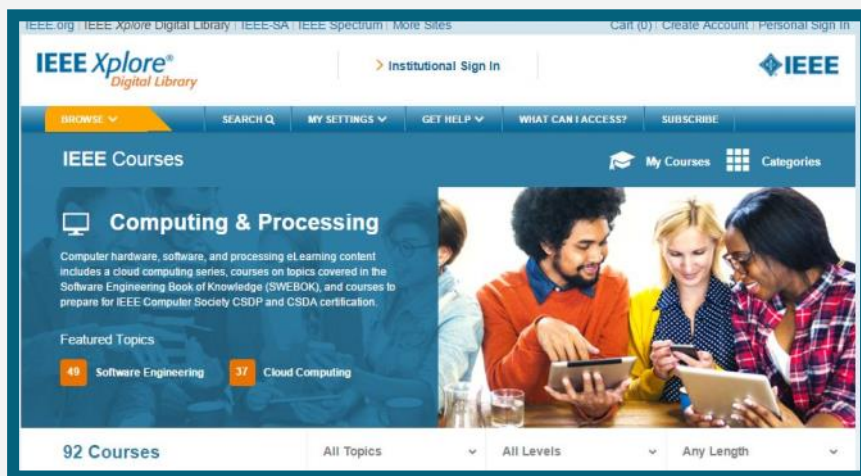 IEEE.org | IEEE Xplore Digital Library | IEEE-SA | IEEE Spectrum | More Sites
Cart (0) | Create Account | Personal Sign In
IEEE Xplore®
Digital Library
Institutional Sign In
IEEE
BROWSE
SEARCH
MY SETTINGS
GET HELP
WHAT CAN I ACCESS?
SUBSCRIBE
IEEE Courses
My Courses
Categories
Computing & Processing
Computer hardware, software, and processing eLearning content
includes a cloud computing series, courses on topics covered in the
Software Engineering Book of Knowledge (SWEBOK), and courses to
prepare for IEEE Computer Society CSDP and CSDA certification.
Featured Topics
49 Software Engineering
37 Cloud Computing
92 Courses
All Topics
All Levels
Any Length